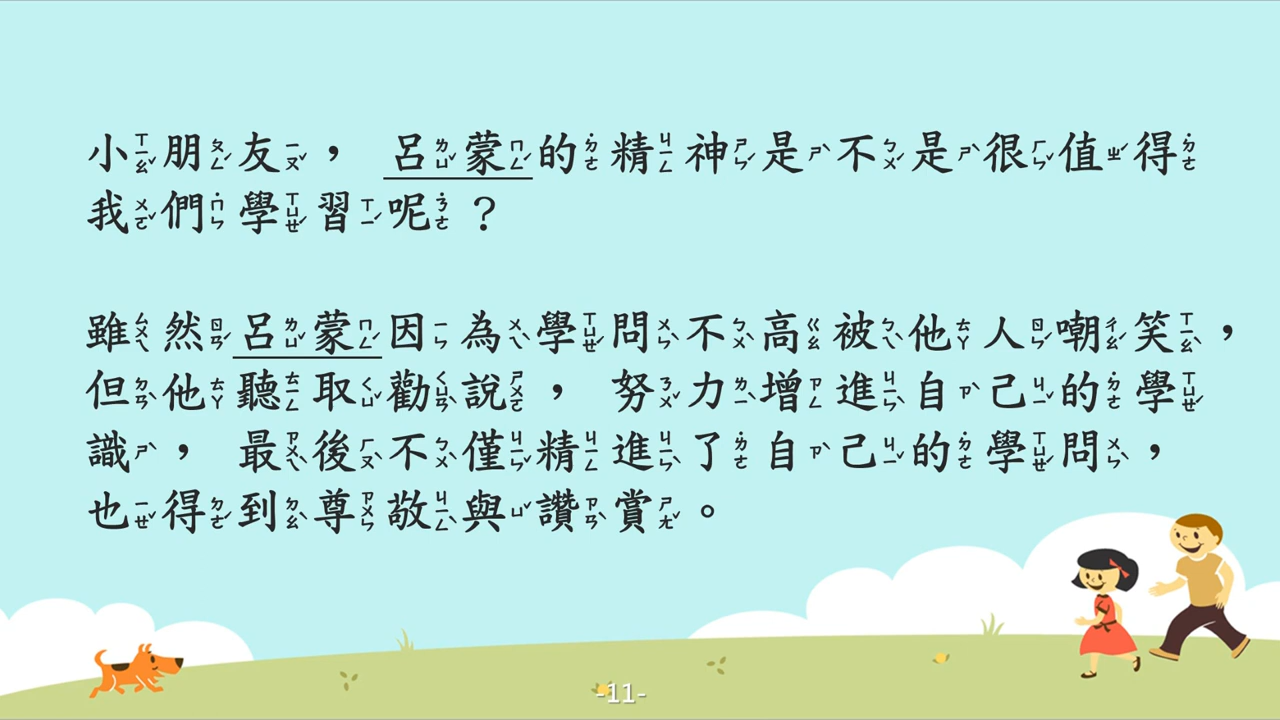 小朋友，呂蒙的精神是不是很值得
我們學習呢？
雖然呂蒙因為學問不高被他人嘲笑，
但他聽取勸說，努力增進自己的學
識，最後不僅精進了自己的學問，
也得到尊敬與讚賞。
-11-